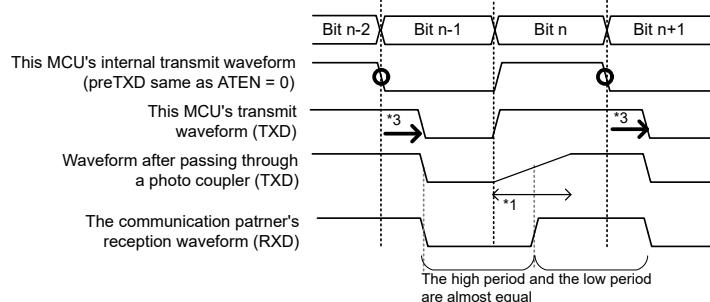 Bit n-2 Bit n-1 Bit n Bit n+1
This MCU's internal transmit waveform
(preTXD same as ATEN = 0)
This MCU's transmit
waveform (TXD)
*3 *3
Waveform after passing through
a photo coupler (TXD)
*1
The communication patrner's
reception waveform (RXD)
The high period and the low period
are almost equal